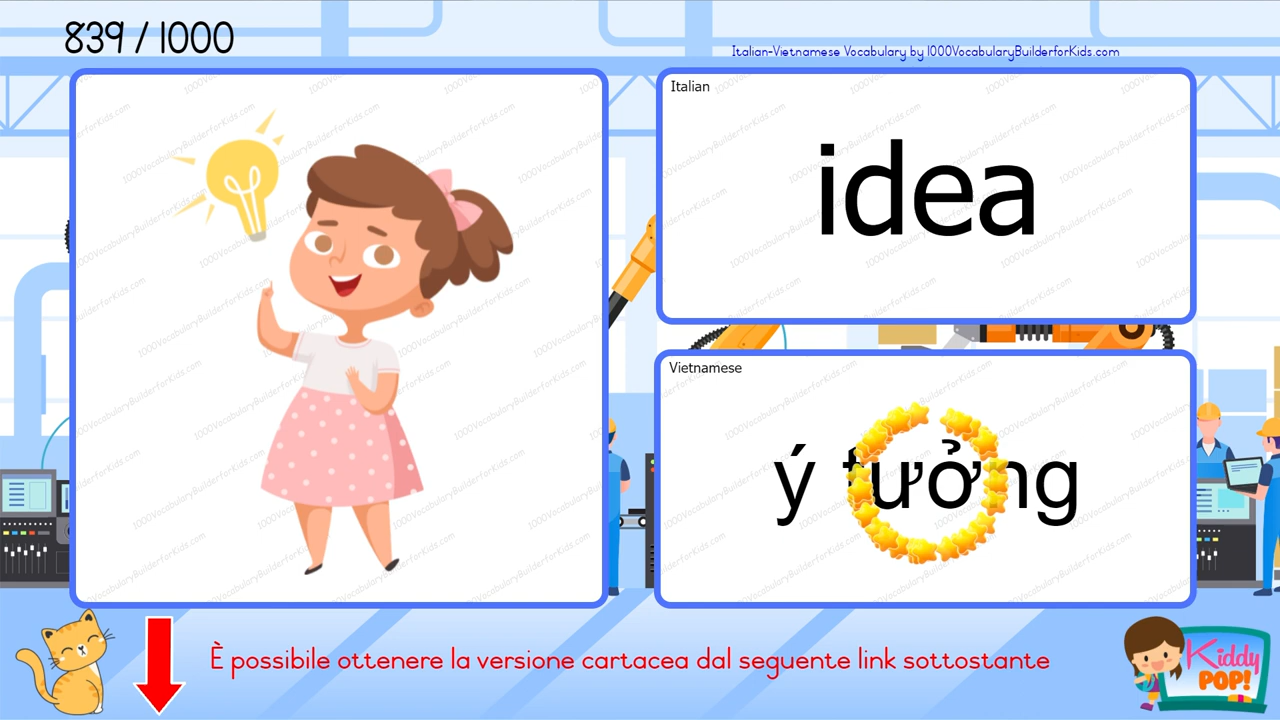 839 / 1000
Italian-Vietnamese Vocabulary by 1000VocabularyBuilderforKids.com
Italian
idea
Vietnamese
ý tưởng
È possibile ottenere la versione cartacea dal seguente link sottostante
Kiddy
POP!